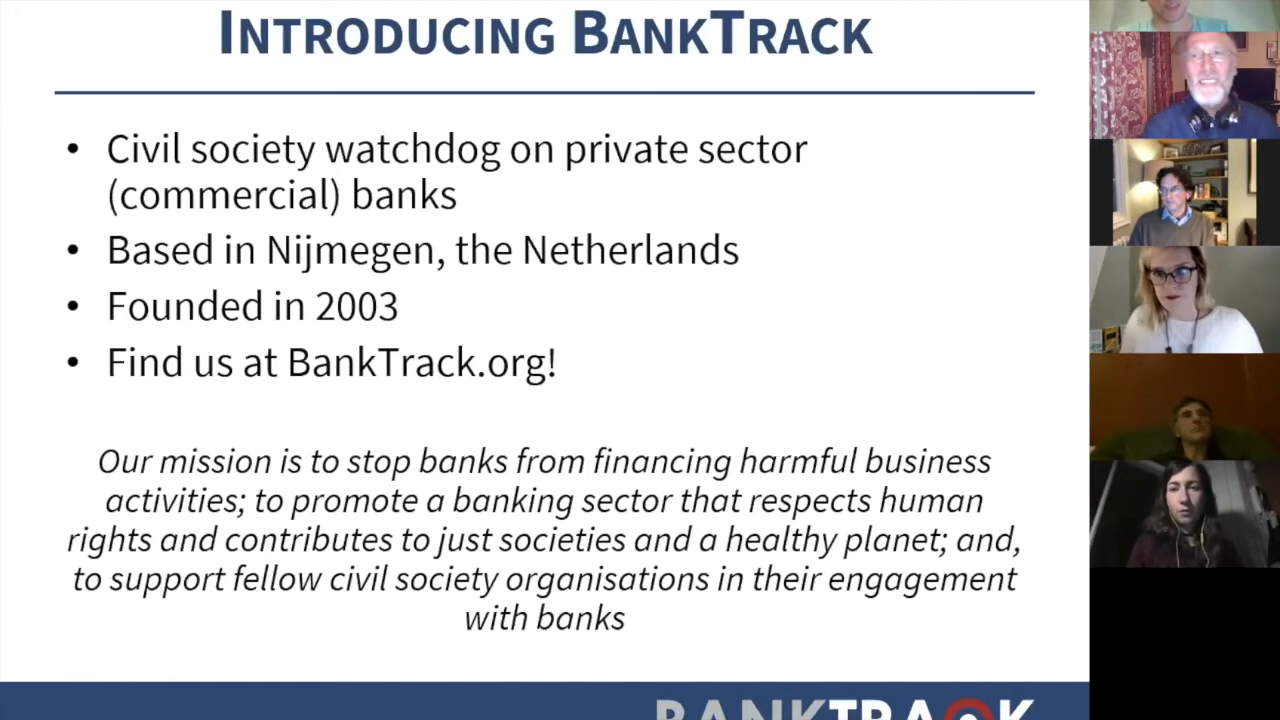 INTRODUCING BANKTRACK
• Civil society watchdog on private sector
(commercial) banks
• Based in Nijmegen, the Netherlands
• Founded in 2003
• Find us at BankTrack.org!
Our mission is to stop banks from financing harmful business
activities; to promote a banking sector that respects human
rights and contributes to just societies and a healthy planet; and,
to support fellow civil society organisations in their engagement
with banks
BANKTRACK